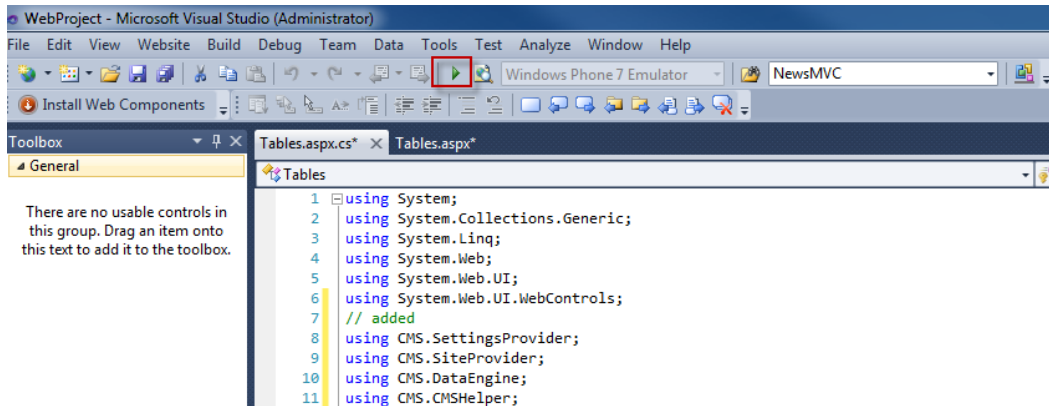 WebProject - Microsoft Visual Studio (Administrator)
File Edit View Website Build Debug Team Data Tools Test Analyze Window Help
Windows Phone 7 Emulator NewsMVC
Install Web Components
Toolbox Tables.aspx.cs* Tables.aspx*
General
Tables
There are no usable controls in
this group. Drag an item onto
this text to add it to the toolbox.
1 using System;
2 using System.Collections.Generic;
3 using System.Linq;
4 using System.Web;
5 using System.Web.UI;
6 using System.Web.UI.WebControls;
7 // added
8 using CMS.SettingsProvider;
9 using CMS.SiteProvider;
10 using CMS.DataEngine;
11 using CMS.CMSHelper;